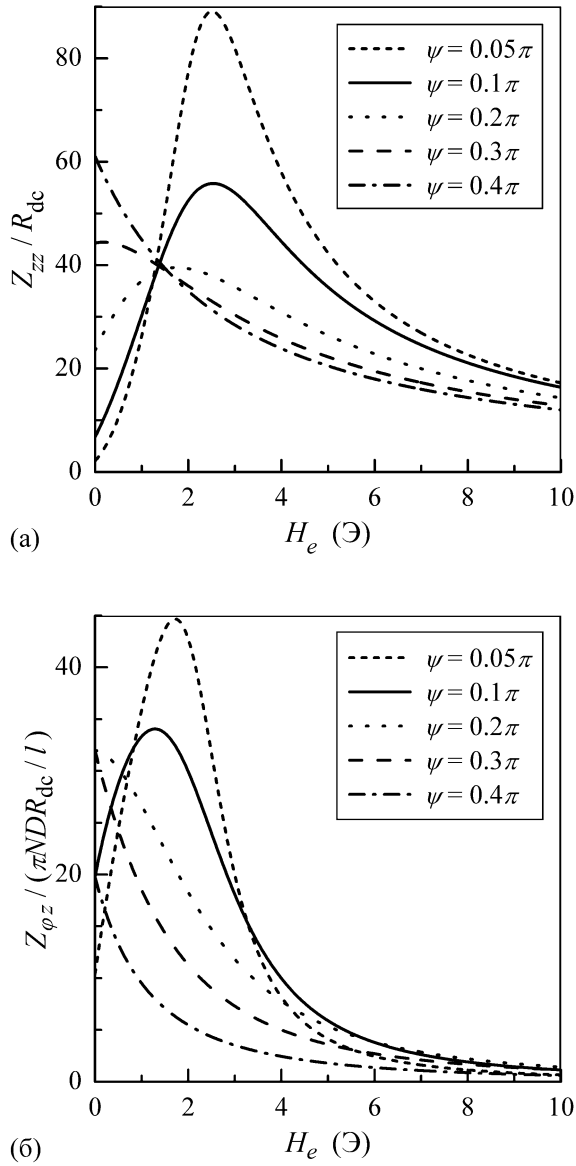 80
60
40
20
0
Z_zz / R_dc
ψ = 0.05π
ψ = 0.1π
ψ = 0.2π
ψ = 0.3π
ψ = 0.4π
0 2 4 6 8 10
(а) H_e (Э)
40
20
0
Z_φz / (πNDR_dc / l)
ψ = 0.05π
ψ = 0.1π
ψ = 0.2π
ψ = 0.3π
ψ = 0.4π
0 2 4 6 8 10
(б) H_e (Э)